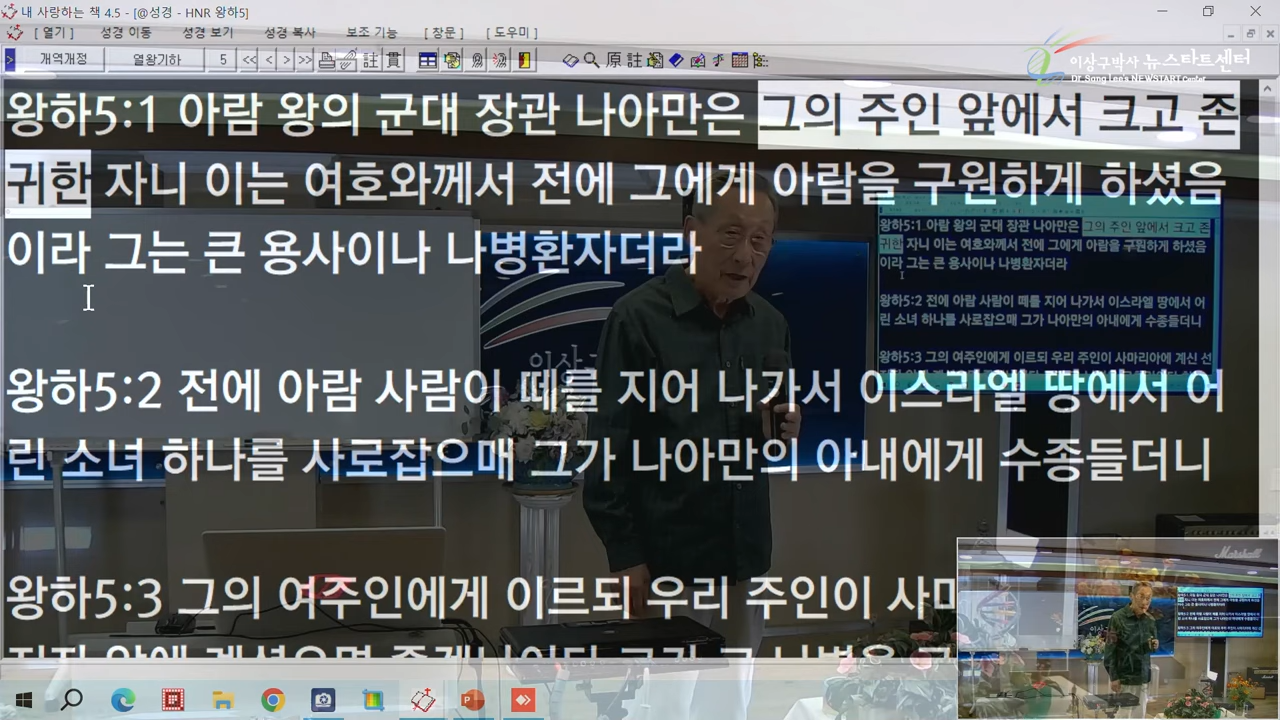 내 사랑하는 책 4.5 - [@성경 - HNR 왕하5]
[ 열기 ] 성경 이동 성경 보기 성경 복사 보조 기능 [ 창문 ] [ 도우미 ]
개역개정 열왕기하 5 << < > >> 註 貫 原 註
이상구박사 뉴스타트센터
Dr. Sang Lee's NEWSTART Center
왕하5:1 아람 왕의 군대 장관 나아만은 그의 주인 앞에서 크고 존
귀한 자니 이는 여호와께서 전에 그에게 아람을 구원하게 하셨음
이라 그는 큰 용사이나 나병환자더라
왕하5:2 전에 아람 사람이 떼를 지어 나가서 이스라엘 땅에서 어
린 소녀 하나를 사로잡으매 그가 나아만의 아내에게 수종들더니
왕하5:3 그의 여주인에게 이르되 우리 주인이 사마
왕하5:1 아람 왕의 군대 장관 나아만은 그의 주인 앞에서 크고 존
귀한 자니 이는 여호와께서 전에 그에게 아람을 구원하게 하셨음
이라 그는 큰 용사이나 나병환자더라
왕하5:2 전에 아람 사람이 떼를 지어 나가서 이스라엘 땅에서 어
린 소녀 하나를 사로잡으매 그가 나아만의 아내에게 수종들더니
왕하5:3 그의 여주인에게 이르되 우리 주인이 사마리아에 계신 선
이상구
Marshall